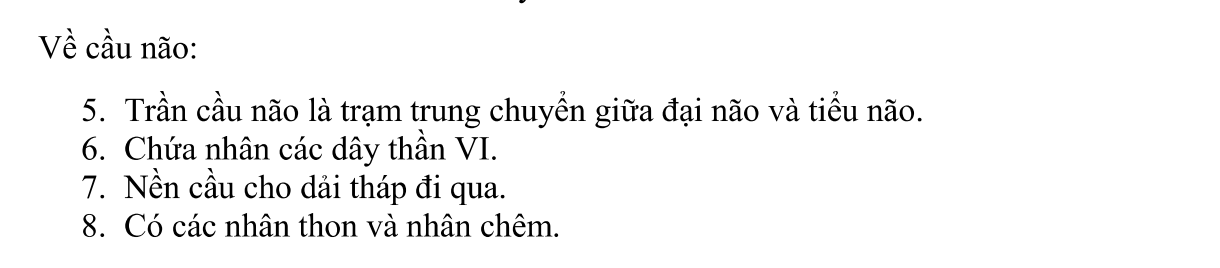 Về cầu não:
5. Trần cầu não là trạm trung chuyển giữa đại não và tiểu não.
6. Chứa nhân các dây thần VI.
7. Nền cầu cho dải tháp đi qua.
8. Có các nhân thon và nhân chêm.